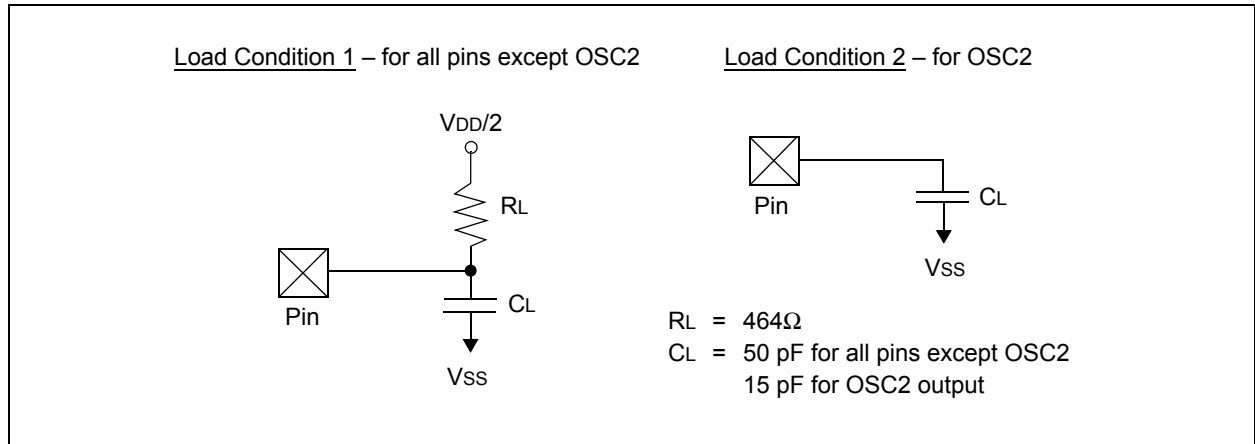 Load Condition 1 – for all pins except OSC2
VDD/2
RL
Pin
CL
VSS
Load Condition 2 – for OSC2
Pin
CL
VSS
RL = 464Ω
CL = 50 pF for all pins except OSC2
15 pF for OSC2 output